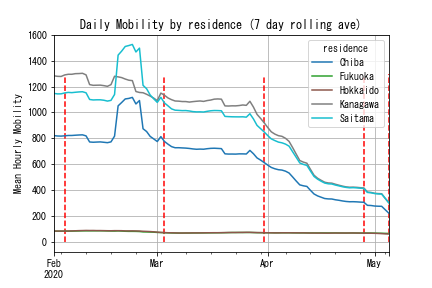 Daily Mobility by residence (7 day rolling ave)
1600
1400
1200
1000
800
600
400
200
0
Mean Hourly Mobility
residence
Chiba
Fukuoka
Hokkaido
Kanagawa
Saitama
Feb
2020
Mar
Apr
May